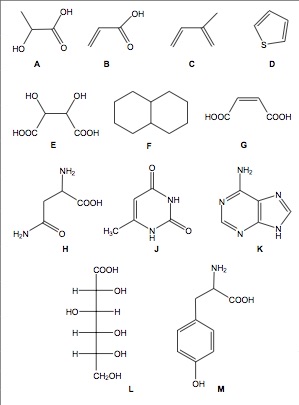 OH
OH O
A
OH
O
B
C
S
D
HO OH
HOOC COOH
E
F
HOOC COOH
G
NH₂
COOH
H₂N O
H
O
NH
H₃C N H O
J
NH₂
N N
N N H
K
COOH
H OH
HO H
H OH
H OH
CH₂OH
L
NH₂
COOH
OH
M